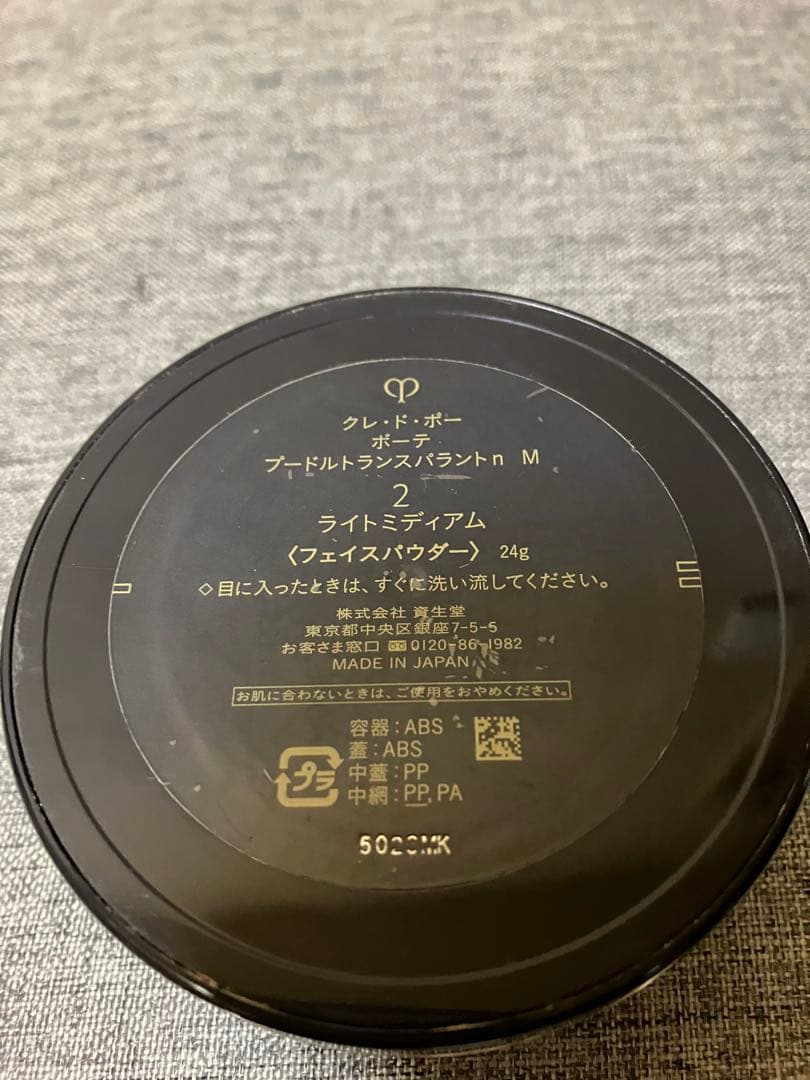 クレ・ド・ポー
ボーテ
プードルトランスパラントn M
2
ライトミディアム
〈フェイスパウダー〉 24g
◇目に入ったときは、すぐに洗い流してください。
株式会社 資生堂
東京都中央区銀座7-5-5
お客さま窓口 0120-86-1982
MADE IN JAPAN
お肌に合わないときは、ご使用をおやめください。
容器:ABS
蓋:ABS
プラ
中蓋:PP
中網:PP,PA